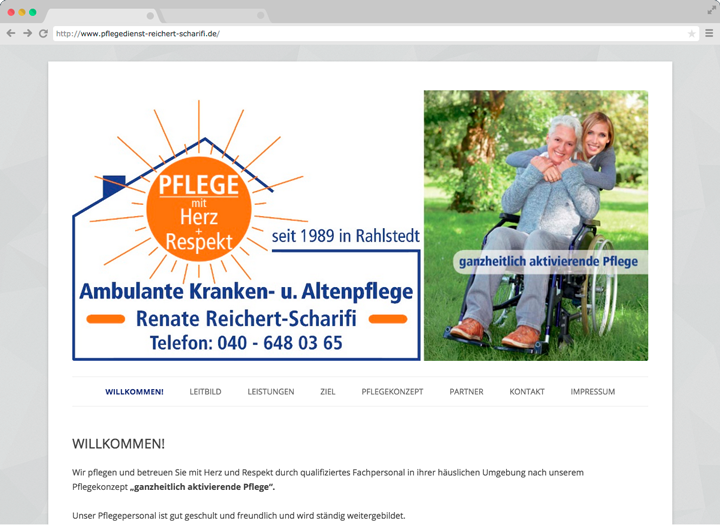 http://www.pflegedienst-reichert-scharifi.de/
PFLEGE
mit
Herz
+
Respekt
seit 1989 in Rahlstedt
Ambulante Kranken- u. Altenpflege
Renate Reichert-Scharifi
Telefon: 040 - 648 03 65
ganzheitlich aktivierende Pflege
WILLKOMMEN! LEITBILD LEISTUNGEN ZIEL PFLEGEKONZEPT PARTNER KONTAKT IMPRESSUM
WILLKOMMEN!
Wir pflegen und betreuen Sie mit Herz und Respekt durch qualifiziertes Fachpersonal in ihrer häuslichen Umgebung nach unserem
Pflegekonzept „ganzheitlich aktivierende Pflege“.
Unser Pflegepersonal ist gut geschult und freundlich und wird ständig weitergebildet.